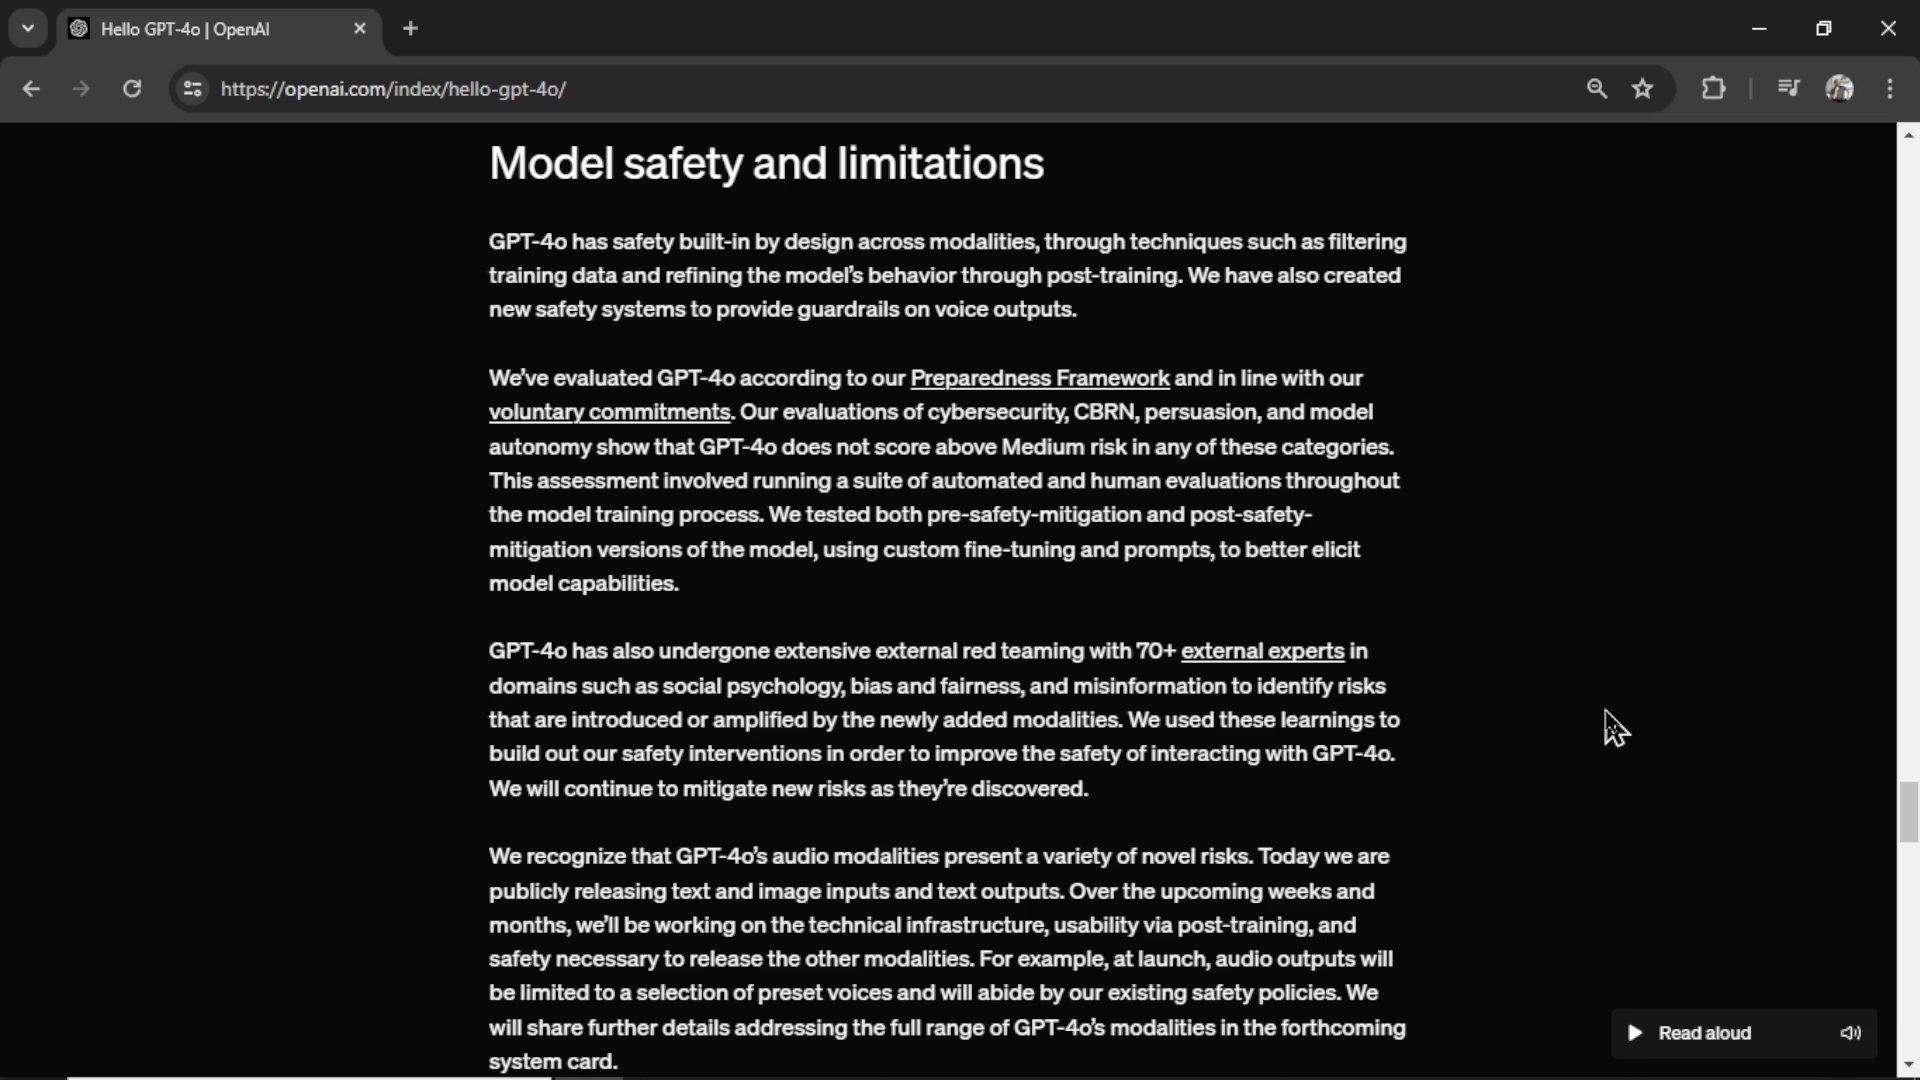 Hello GPT-4o | OpenAI
https://openai.com/index/hello-gpt-4o/
Model safety and limitations
GPT-4o has safety built-in by design across modalities, through techniques such as filtering
training data and refining the model’s behavior through post-training. We have also created
new safety systems to provide guardrails on voice outputs.
We’ve evaluated GPT-4o according to our Preparedness Framework and in line with our
voluntary commitments. Our evaluations of cybersecurity, CBRN, persuasion, and model
autonomy show that GPT-4o does not score above Medium risk in any of these categories.
This assessment involved running a suite of automated and human evaluations throughout
the model training process. We tested both pre-safety-mitigation and post-safety-
mitigation versions of the model, using custom fine-tuning and prompts, to better elicit
model capabilities.
GPT-4o has also undergone extensive external red teaming with 70+ external experts in
domains such as social psychology, bias and fairness, and misinformation to identify risks
that are introduced or amplified by the newly added modalities. We used these learnings to
build out our safety interventions in order to improve the safety of interacting with GPT-4o.
We will continue to mitigate new risks as they’re discovered.
We recognize that GPT-4o’s audio modalities present a variety of novel risks. Today we are
publicly releasing text and image inputs and text outputs. Over the upcoming weeks and
months, we’ll be working on the technical infrastructure, usability via post-training, and
safety necessary to release the other modalities. For example, at launch, audio outputs will
be limited to a selection of preset voices and will abide by our existing safety policies. We
will share further details addressing the full range of GPT-4o’s modalities in the forthcoming
system card.
Read aloud